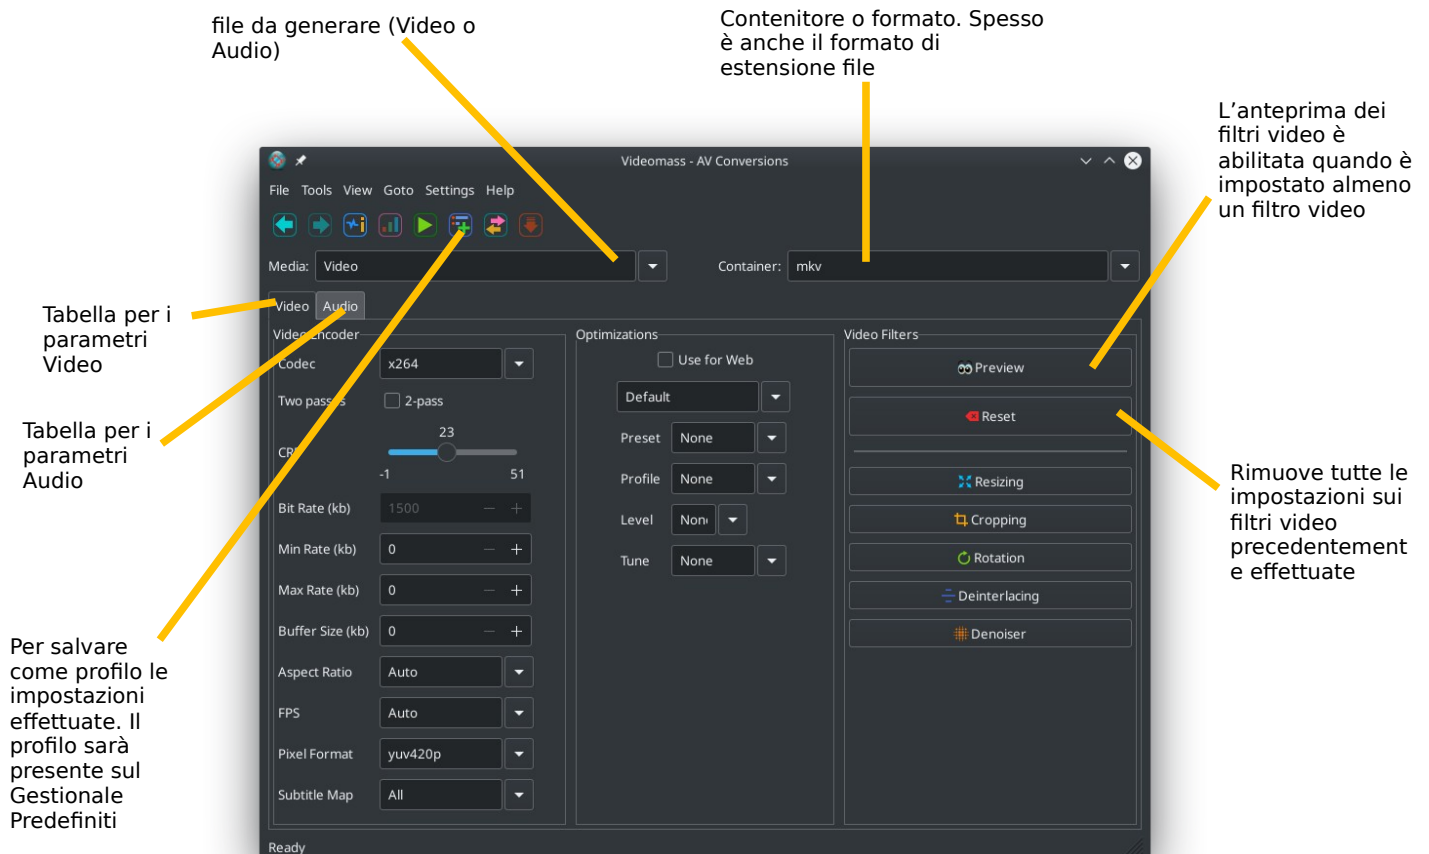 file da generare (Video o
Audio)
Contenitore o formato. Spesso
è anche il formato di
estensione file
L’anteprima dei
filtri video è
abilitata quando è
impostato almeno
un filtro video
Videomass - AV Conversions
File Tools View Goto Settings Help
Media: Video
Container: mkv
Tabella per i
parametri
Video
Video Audio
Video Encoder
Codec x264
Two passes 2-pass
23
CRF
-1 51
Bit Rate (kb) 1500
Min Rate (kb) 0
Max Rate (kb) 0
Buffer Size (kb) 0
Aspect Ratio Auto
FPS Auto
Pixel Format yuv420p
Subtitle Map All
Optimizations
Use for Web
Default
Preset None
Profile None
Level Non
Tune None
Video Filters
Preview
Reset
Resizing
Cropping
Rotation
Deinterlacing
Denoiser
Tabella per i
parametri
Audio
Rimuove tutte le
impostazioni sui
filtri video
precedentement
e effettuate
Per salvare
come profilo le
impostazioni
effettuate. Il
profilo sarà
presente sul
Gestionale
Predefiniti
Ready